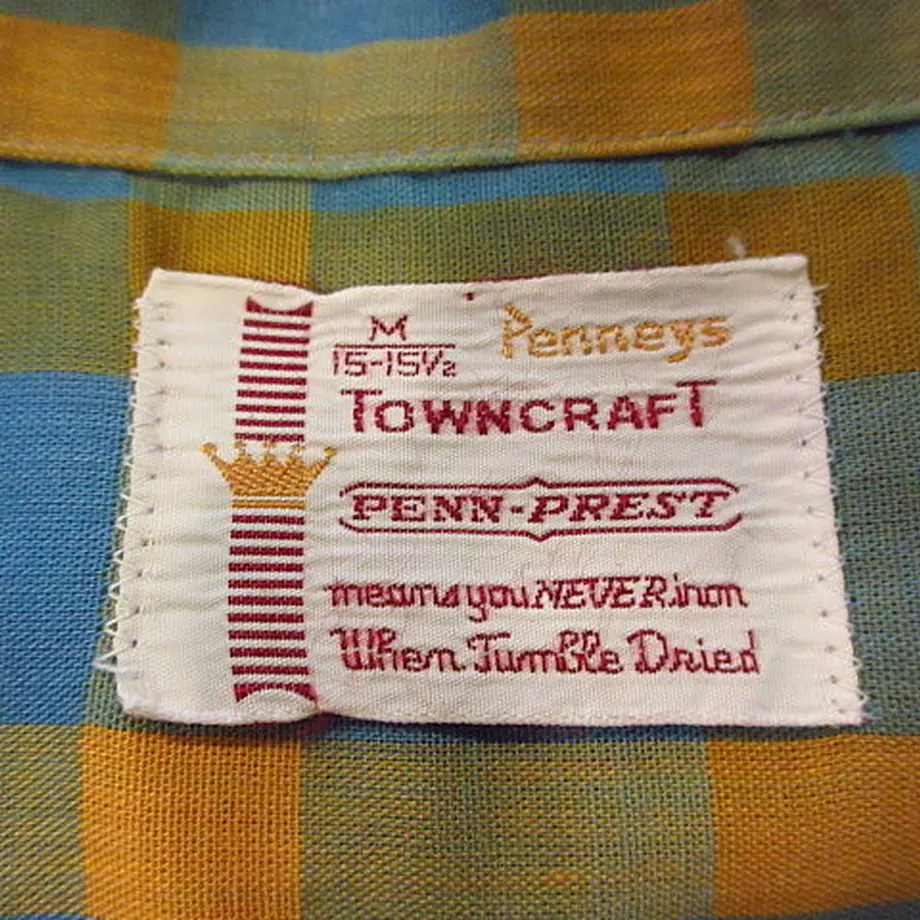 M Penneys
15-15½
TOWNCRAFT
PENN-PREST
means you NEVER iron
When Tumble Dried